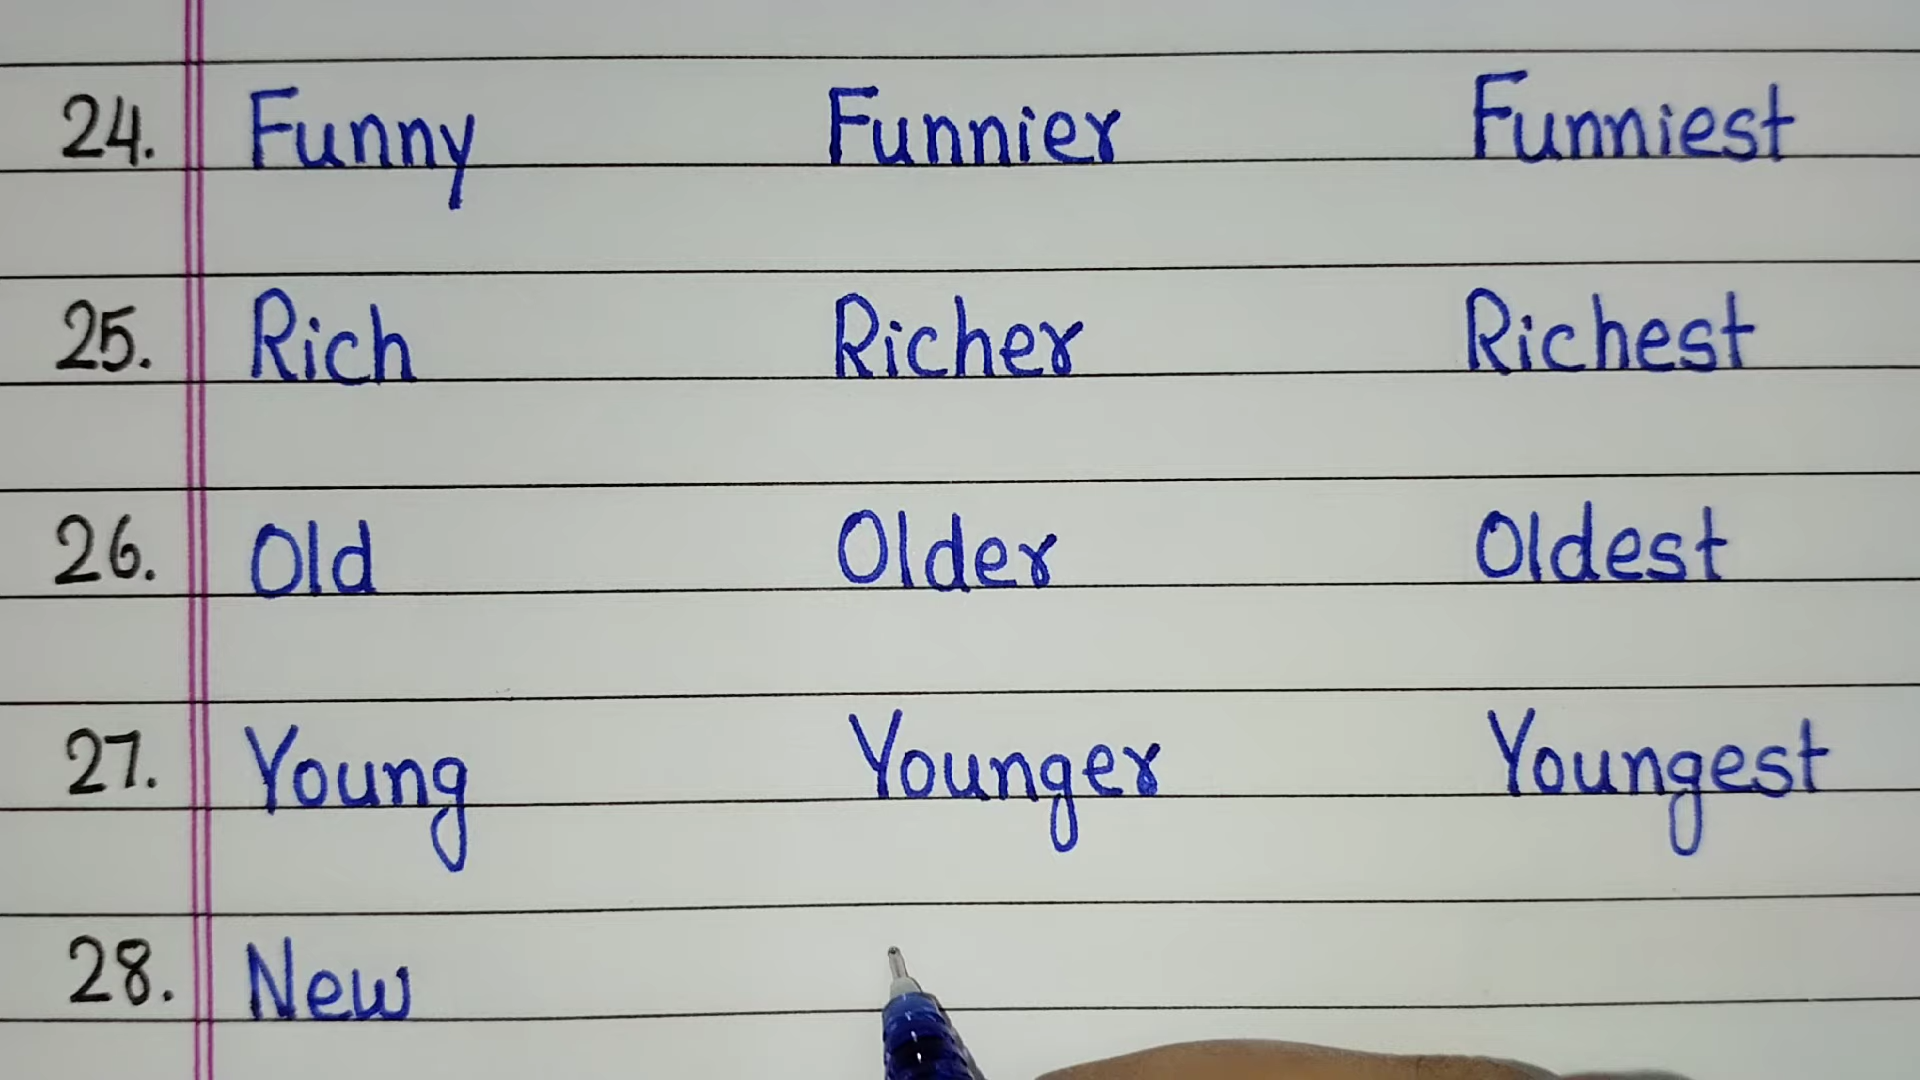 24. Funny Funnier Funniest
25. Rich Richer Richest
26. Old Older Oldest
27. Young Younger Youngest
28. New